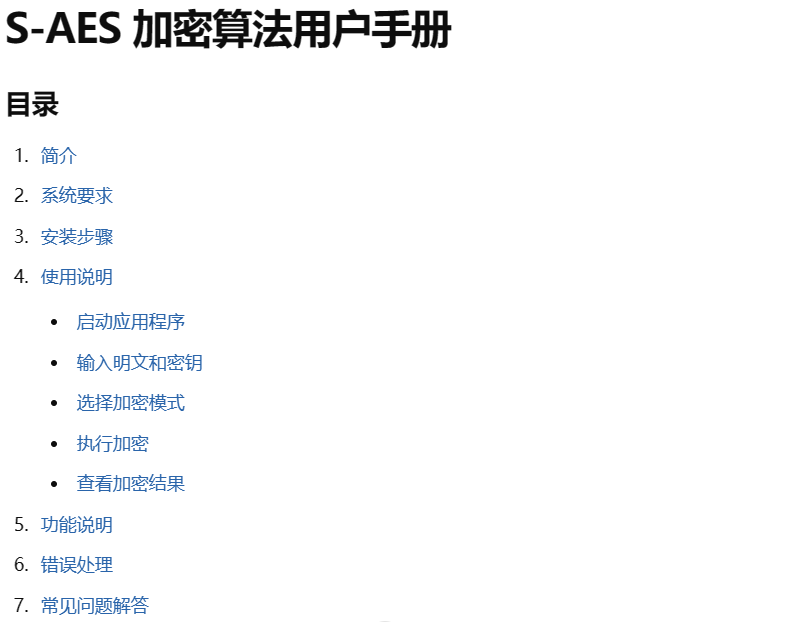 S-AES 加密算法用户手册
目录
1. 简介
2. 系统要求
3. 安装步骤
4. 使用说明
• 启动应用程序
• 输入明文和密钥
• 选择加密模式
• 执行加密
• 查看加密结果
5. 功能说明
6. 错误处理
7. 常见问题解答